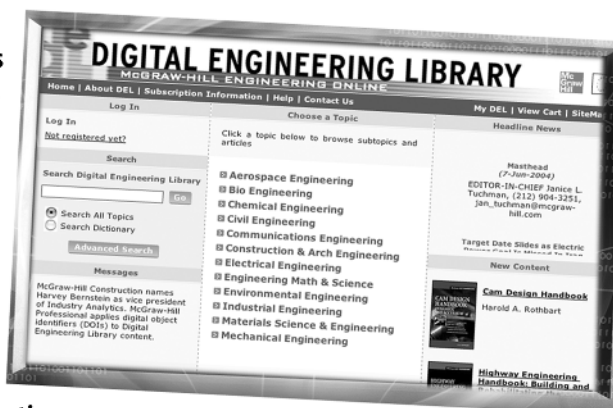 DIGITAL ENGINEERING LIBRARY
McGRAW-HILL ENGINEERING ONLINE
Mc
Graw
Hill
Home | About DEL | Subscription Information | Help | Contact Us
My DEL | View Cart | SiteMa
Log In
Log In
Not registered yet?
Search
Search Digital Engineering Library
Go
Search All Topics
Search Dictionary
Advanced Search
Messages
McGraw-Hill Construction names
Harvey Bernstein as vice president
of Industry Analytics. McGraw-Hill
Professional applies digital object
identifiers (DOIs) to Digital
Engineering Library content.
Choose a Topic
Click a topic below to browse subtopics and
articles
Aerospace Engineering
Bio Engineering
Chemical Engineering
Civil Engineering
Communications Engineering
Construction & Arch Engineering
Electrical Engineering
Engineering Math & Science
Environmental Engineering
Industrial Engineering
Materials Science & Engineering
Mechanical Engineering
Headline News
Masthead
(7-Jun-2004)
EDITOR-IN-CHIEF Janice L.
Tuchman, (212) 904-3251,
jan_tuchman@mcgraw-
hill.com
Target Date Slides as Electric
New Content
CAM DESIGN
HANDBOOK
Cam Design Handbook
Harold A. Rothbart
Highway Engineering
Handbook: Building and